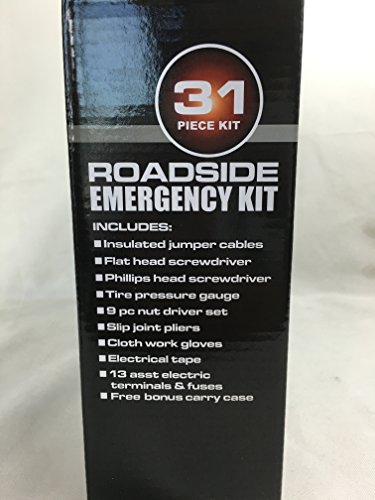 31
PIECE KIT
ROADSIDE
EMERGENCY KIT
INCLUDES:
■Insulated jumper cables
■Flat head screwdriver
■Phillips head screwdriver
■Tire pressure gauge
■9 pc nut driver set
■Slip joint pliers
■Cloth work gloves
■Electrical tape
■13 asst electric
terminals & fuses
■Free bonus carry case